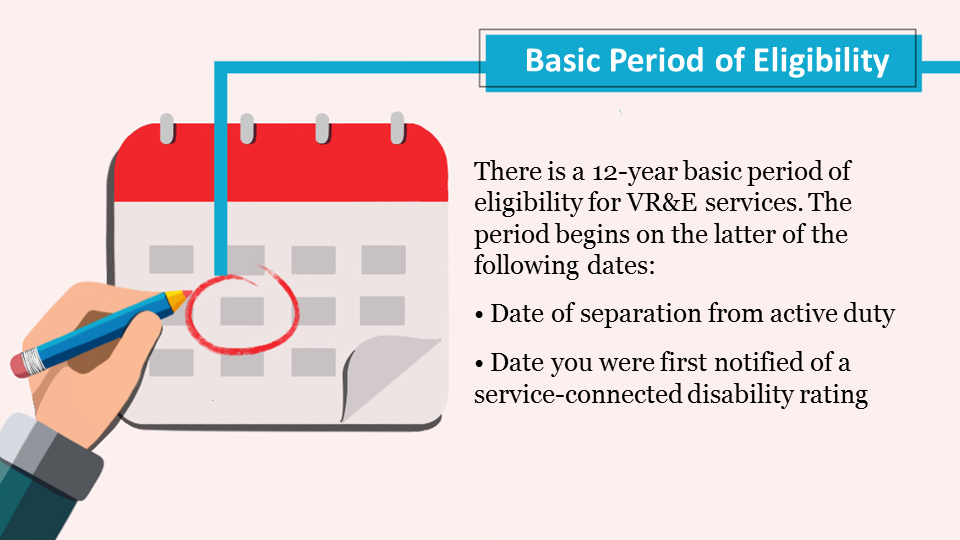 Basic Period of Eligibility
There is a 12-year basic period of
eligibility for VR&E services. The
period begins on the latter of the
following dates:
• Date of separation from active duty
• Date you were first notified of a
service-connected disability rating